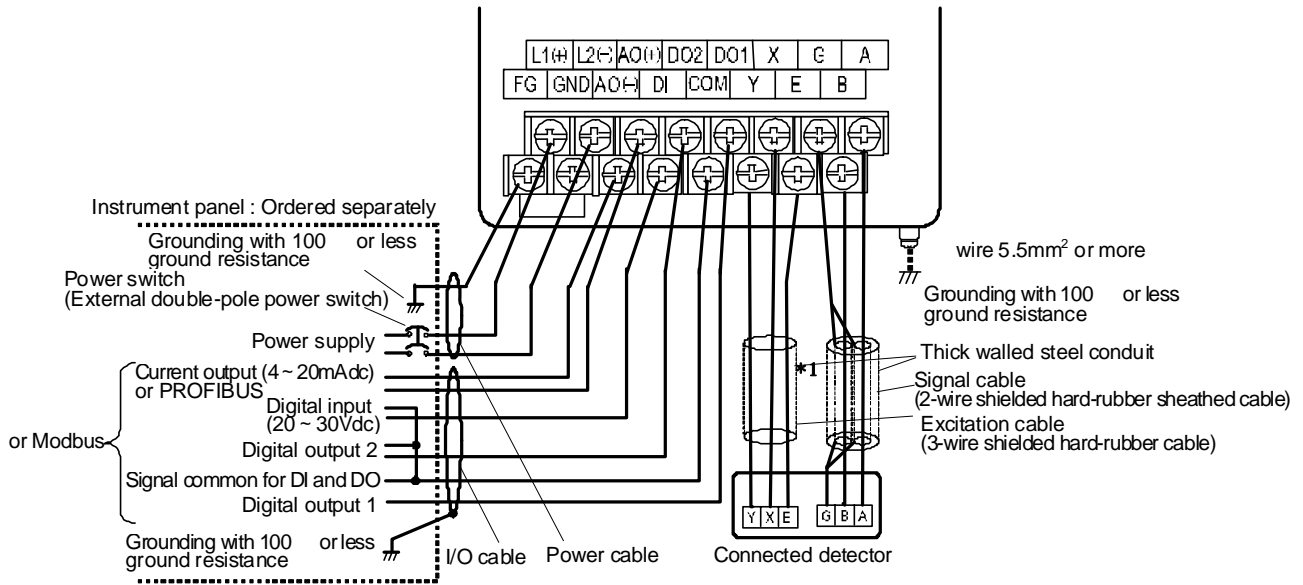 L1(+) L2(−) AO(+) DO2 DO1 X G A
FG GND AO(−) DI COM Y E B
Instrument panel : Ordered separately
Grounding with 100 or less
ground resistance
Power switch
(External double-pole power switch)
Power supply
Current output (4 ~ 20mAdc)
or PROFIBUS
Digital input
(20 ~ 30Vdc)
or Modbus
Digital output 2
Signal common for DI and DO
Digital output 1
Grounding with 100 or less
ground resistance
I/O cable
Power cable
wire 5.5mm² or more
Grounding with 100 or less
ground resistance
Thick walled steel conduit
*1
Signal cable
(2-wire shielded hard-rubber sheathed cable)
Excitation cable
(3-wire shielded hard-rubber cable)
Y X E G B A
Connected detector